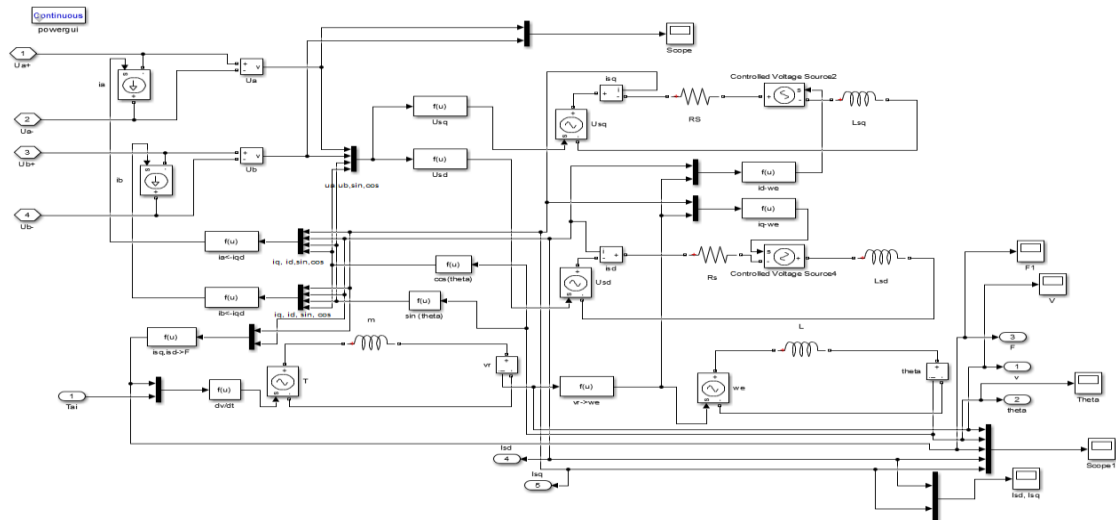 Continuous
powergui
1
Ua+
2
Ua-
3
Ub+
4
Ub-
ia
ib
Ua
Ub
Scope
f(u)
Usq
f(u)
Usd
ua ub,sin,cos
isq
RS
Controlled Voltage Source2
Lsq
Usq
f(u)
id-we
f(u)
iq-we
isd
Rs
Controlled Voltage Source4
Lsd
Usd
f(u)
ia<-iqd
iq, id,sin,cos
f(u)
cos(theta)
f(u)
ib<-iqd
iq, id, sin, cos
f(u)
sin (theta)
f(u)
isq,isd->F
m
T
vr
1
Tai
f(u)
dv/dt
f(u)
vr->we
L
we
theta
F1
V
3
F
1
v
2
theta
Theta
Scope1
Isd
4
Isq
5
Isd, Isq